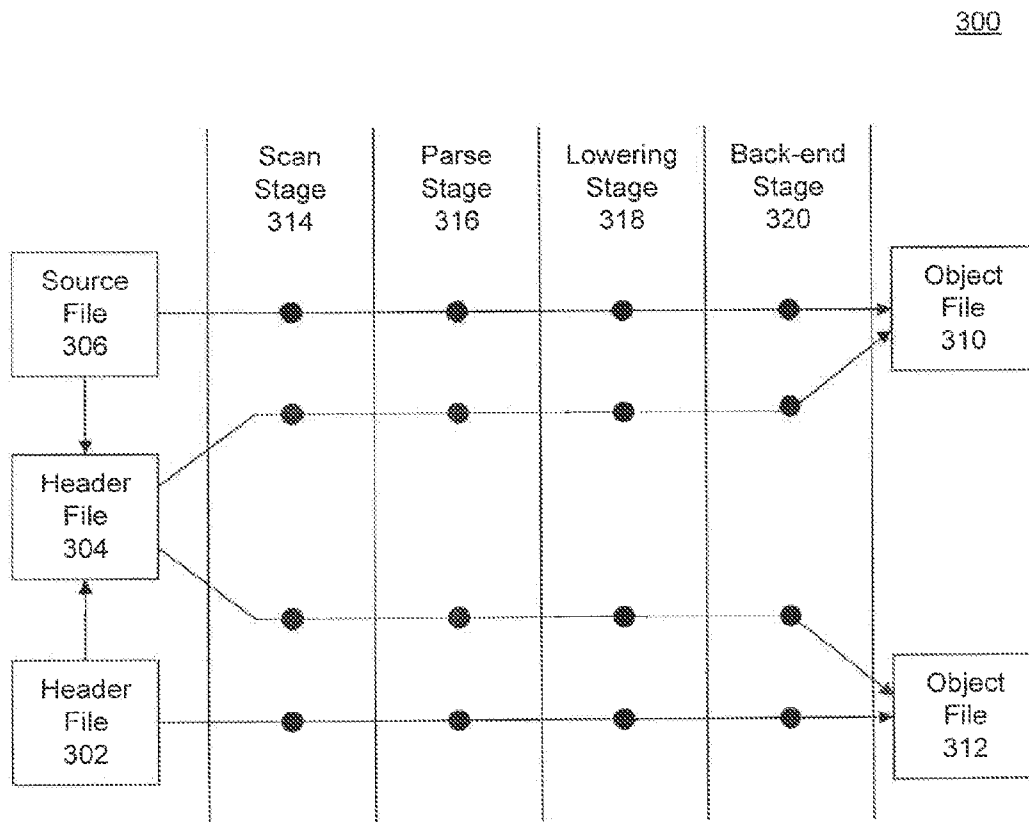 300
Scan
Stage
314
Parse
Stage
316
Lowering
Stage
318
Back-end
Stage
320
Source
File
306
Object
File
310
Header
File
304
Header
File
302
Object
File
312